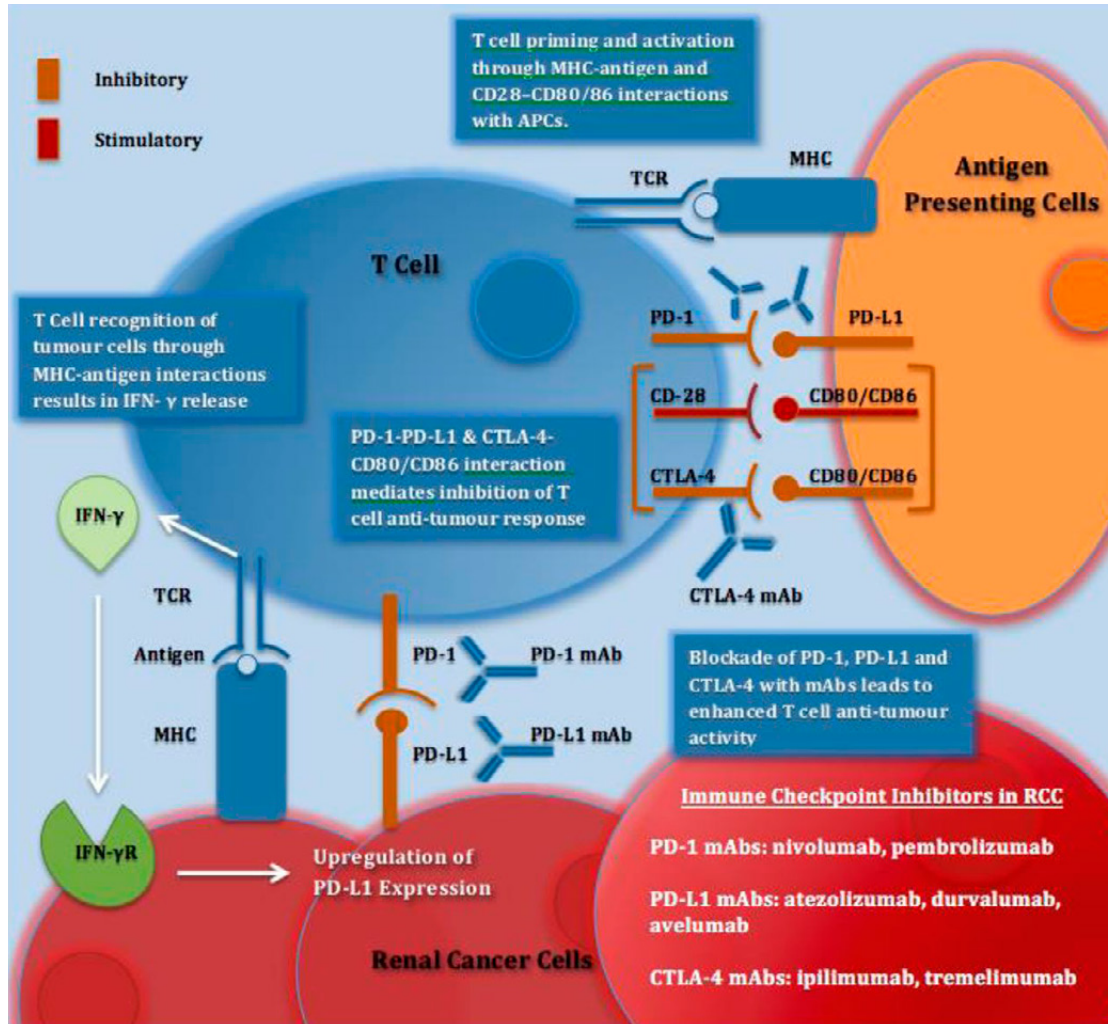 Inhibitory
Stimulatory
T cell priming and activation
through MHC-antigen and
CD28–CD80/86 interactions
with APCs.
TCR
MHC
Antigen
Presenting Cells
T Cell
T Cell recognition of
tumour cells through
MHC-antigen interactions
results in IFN- γ release
PD-1
PD-L1
CD-28
CD80/CD86
CTLA-4
CD80/CD86
CTLA-4 mAb
PD-1-PD-L1 & CTLA-4-
CD80/CD86 interaction
mediates inhibition of T
cell anti-tumour response
IFN-γ
TCR
Antigen
MHC
PD-1
PD-1 mAb
PD-L1
PD-L1 mAb
IFN-γR
Upregulation of
PD-L1 Expression
Renal Cancer Cells
Blockade of PD-1, PD-L1 and
CTLA-4 with mAbs leads to
enhanced T cell anti-tumour
activity
Immune Checkpoint Inhibitors in RCC
PD-1 mAbs: nivolumab, pembrolizumab
PD-L1 mAbs: atezolizumab, durvalumab,
avelumab
CTLA-4 mAbs: ipilimumab, tremelimumab